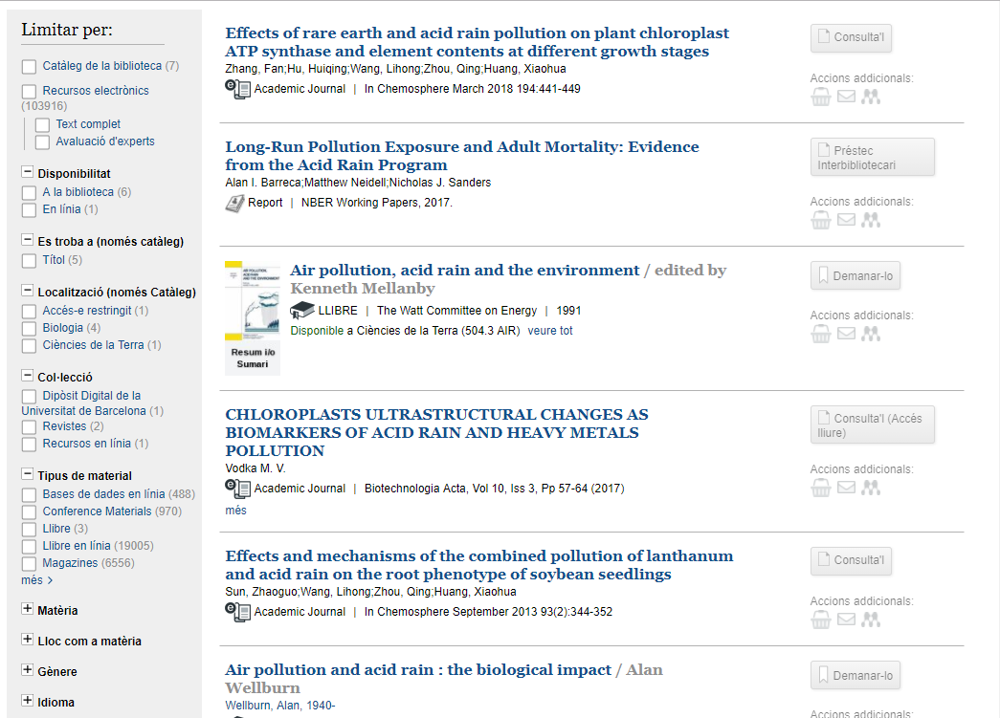 Limitar per:
Catàleg de la biblioteca (7)
Recursos electrònics
(103916)
Text complet
Avaluació d'experts
Disponibilitat
A la biblioteca (6)
En línia (1)
Es troba a (només catàleg)
Títol (5)
Localització (només Catàleg)
Accés-e restringit (1)
Biologia (4)
Ciències de la Terra (1)
Col·lecció
Dipòsit Digital de la
Universitat de Barcelona (1)
Revistes (2)
Recursos en línia (1)
Tipus de material
Bases de dades en línia (488)
Conference Materials (970)
Llibre (3)
Llibre en línia (19005)
Magazines (6556)
més >
Matèria
Lloc com a matèria
Gènere
Idioma
Effects of rare earth and acid rain pollution on plant chloroplast
ATP synthase and element contents at different growth stages
Zhang, Fan;Hu, Huiqing;Wang, Lihong;Zhou, Qing;Huang, Xiaohua
Academic Journal | In Chemosphere March 2018 194:441-449
Consulta'l
Accions addicionals:
Long-Run Pollution Exposure and Adult Mortality: Evidence
from the Acid Rain Program
Alan I. Barreca;Matthew Neidell;Nicholas J. Sanders
Report | NBER Working Papers, 2017.
Préstec
Interbibliotecari
Accions addicionals:
AIR POLLUTION,
ACID RAIN
AND THE ENVIRONMENT
Resum i/o
Sumari
Air pollution, acid rain and the environment / edited by
Kenneth Mellanby
LLIBRE | The Watt Committee on Energy | 1991
Disponible a Ciències de la Terra (504.3 AIR) veure tot
Demanar-lo
Accions addicionals:
CHLOROPLASTS ULTRASTRUCTURAL CHANGES AS
BIOMARKERS OF ACID RAIN AND HEAVY METALS
POLLUTION
Vodka M. V.
Academic Journal | Biotechnologia Acta, Vol 10, Iss 3, Pp 57-64 (2017)
més
Consulta'l (Accés
lliure)
Accions addicionals:
Effects and mechanisms of the combined pollution of lanthanum
and acid rain on the root phenotype of soybean seedlings
Sun, Zhaoguo;Wang, Lihong;Zhou, Qing;Huang, Xiaohua
Academic Journal | In Chemosphere September 2013 93(2):344-352
Consulta'l
Accions addicionals:
Air pollution and acid rain : the biological impact / Alan
Wellburn
Wellburn, Alan, 1940-
Demanar-lo
Accions addicionals: